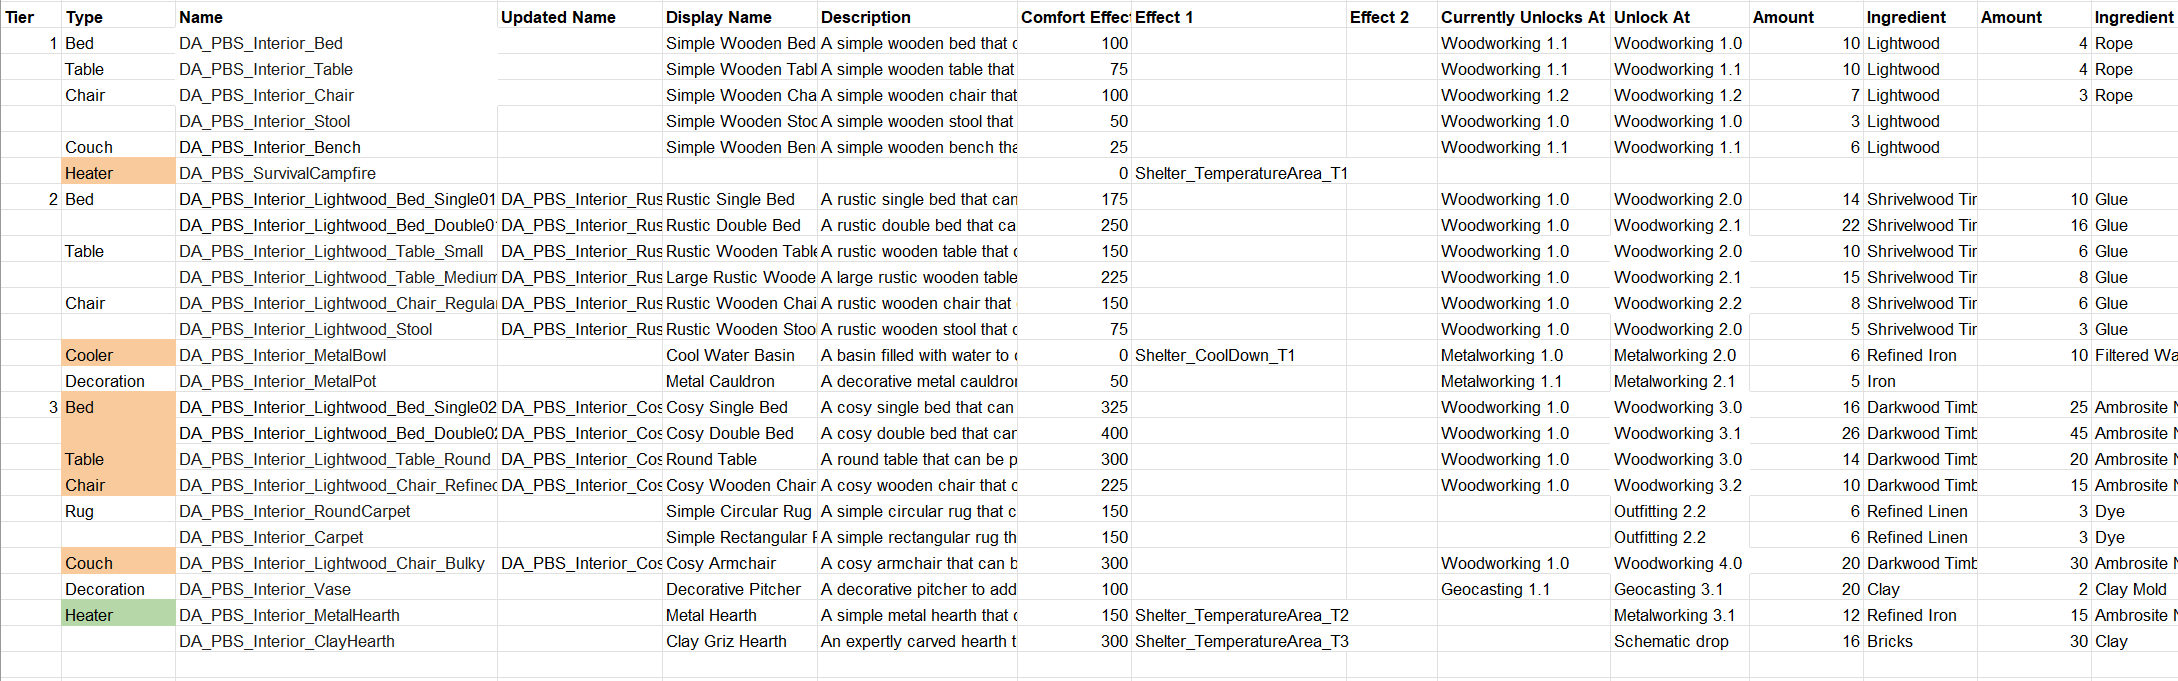 Tier Type Name Updated Name Display Name Description Comfort Effect Effect 1 Effect 2 Currently Unlocks At Unlock At Amount Ingredient Amount Ingredient
1 Bed DA_PBS_Interior_Bed Simple Wooden Bed A simple wooden bed that c 100 Woodworking 1.1 Woodworking 1.0 10 Lightwood 4 Rope
Table DA_PBS_Interior_Table Simple Wooden Tabl A simple wooden table that 75 Woodworking 1.1 Woodworking 1.1 10 Lightwood 4 Rope
Chair DA_PBS_Interior_Chair Simple Wooden Cha A simple wooden chair that 100 Woodworking 1.2 Woodworking 1.2 7 Lightwood 3 Rope
DA_PBS_Interior_Stool Simple Wooden Stoo A simple wooden stool that 50 Woodworking 1.0 Woodworking 1.0 3 Lightwood
Couch DA_PBS_Interior_Bench Simple Wooden Ben A simple wooden bench tha 25 Woodworking 1.1 Woodworking 1.1 6 Lightwood
Heater DA_PBS_SurvivalCampfire 0 Shelter_TemperatureArea_T1
2 Bed DA_PBS_Interior_Lightwood_Bed_Single01 DA_PBS_Interior_Rus Rustic Single Bed A rustic single bed that can 175 Woodworking 1.0 Woodworking 2.0 14 Shrivelwood Tir 10 Glue
DA_PBS_Interior_Lightwood_Bed_Double0 DA_PBS_Interior_Rus Rustic Double Bed A rustic double bed that ca 250 Woodworking 1.0 Woodworking 2.1 22 Shrivelwood Tir 16 Glue
Table DA_PBS_Interior_Lightwood_Table_Small DA_PBS_Interior_Rus Rustic Wooden Table A rustic wooden table that c 150 Woodworking 1.0 Woodworking 2.0 10 Shrivelwood Tir 6 Glue
DA_PBS_Interior_Lightwood_Table_Medium DA_PBS_Interior_Rus Large Rustic Woode A large rustic wooden table 225 Woodworking 1.0 Woodworking 2.1 15 Shrivelwood Tir 8 Glue
Chair DA_PBS_Interior_Lightwood_Chair_Regula DA_PBS_Interior_Rus Rustic Wooden Chai A rustic wooden chair that 150 Woodworking 1.0 Woodworking 2.2 8 Shrivelwood Tir 6 Glue
DA_PBS_Interior_Lightwood_Stool DA_PBS_Interior_Rus Rustic Wooden Stoo A rustic wooden stool that c 75 Woodworking 1.0 Woodworking 2.0 5 Shrivelwood Tir 3 Glue
Cooler DA_PBS_Interior_MetalBowl Cool Water Basin A basin filled with water to c 0 Shelter_CoolDown_T1 Metalworking 1.0 Metalworking 2.0 6 Refined Iron 10 Filtered Wa
Decoration DA_PBS_Interior_MetalPot Metal Cauldron A decorative metal cauldror 50 Metalworking 1.1 Metalworking 2.1 5 Iron
3 Bed DA_PBS_Interior_Lightwood_Bed_Single02 DA_PBS_Interior_Cos Cosy Single Bed A cosy single bed that can 325 Woodworking 1.0 Woodworking 3.0 16 Darkwood Timb 25 Ambrosite N
DA_PBS_Interior_Lightwood_Bed_Double02 DA_PBS_Interior_Cos Cosy Double Bed A cosy double bed that car 400 Woodworking 1.0 Woodworking 3.1 26 Darkwood Timb 45 Ambrosite N
Table DA_PBS_Interior_Lightwood_Table_Round DA_PBS_Interior_Cos Round Table A round table that can be p 300 Woodworking 1.0 Woodworking 3.0 14 Darkwood Timb 20 Ambrosite N
Chair DA_PBS_Interior_Lightwood_Chair_Refined DA_PBS_Interior_Cos Cosy Wooden Chair A cosy wooden chair that c 225 Woodworking 1.0 Woodworking 3.2 10 Darkwood Timb 15 Ambrosite N
Rug DA_PBS_Interior_RoundCarpet Simple Circular Rug A simple circular rug that c 150 Outfitting 2.2 6 Refined Linen 3 Dye
DA_PBS_Interior_Carpet Simple Rectangular F A simple rectangular rug th 150 Outfitting 2.2 6 Refined Linen 3 Dye
Couch DA_PBS_Interior_Lightwood_Chair_Bulky DA_PBS_Interior_Cos Cosy Armchair A cosy armchair that can b 300 Woodworking 1.0 Woodworking 4.0 20 Darkwood Timb 30 Ambrosite N
Decoration DA_PBS_Interior_Vase Decorative Pitcher A decorative pitcher to add 100 Geocasting 1.1 Geocasting 3.1 20 Clay 2 Clay Mold
Heater DA_PBS_Interior_MetalHearth Metal Hearth A simple metal hearth that c 150 Shelter_TemperatureArea_T2 Metalworking 3.1 12 Refined Iron 15 Ambrosite N
DA_PBS_Interior_ClayHearth Clay Griz Hearth An expertly carved hearth t 300 Shelter_TemperatureArea_T3 Schematic drop 16 Bricks 30 Clay